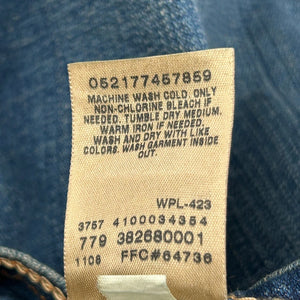 052177457859
MACHINE WASH COLD. ONLY
NON-CHLORINE BLEACH IF
NEEDED. TUMBLE DRY MEDIUM.
WARM IRON IF NEEDED.
WASH AND DRY WITH LIKE
COLORS. WASH GARMENT INSIDE
OUT.
WPL-423
3757 4100034354
779 382680001
1108 FFC#64736